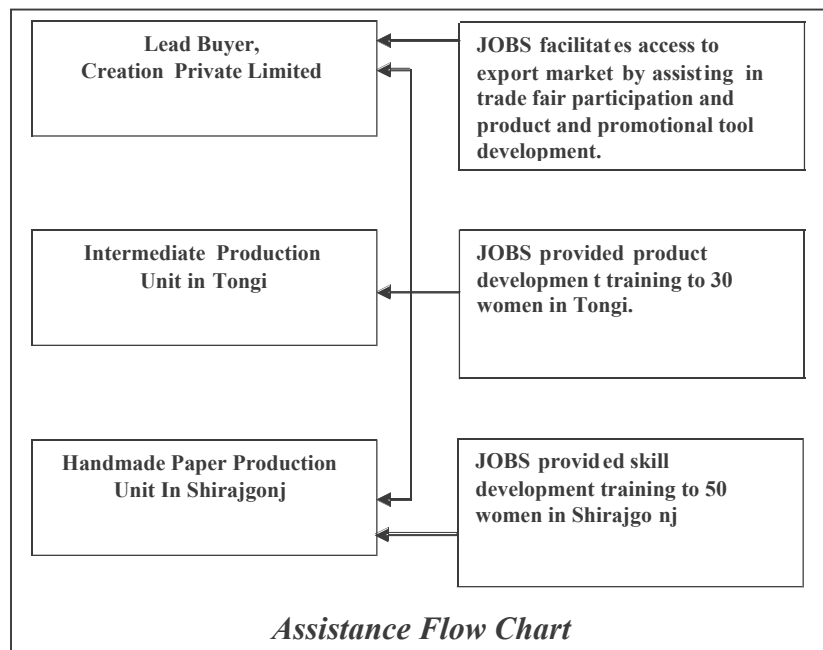 Lead Buyer,
Creation Private Limited
JOBS facilitates access to
export market by assisting in
trade fair participation and
product and promotional tool
development.
Intermediate Production
Unit in Tongi
JOBS provided product
development training to 30
women in Tongi.
Handmade Paper Production
Unit In Shirajgonj
JOBS provided skill
development training to 50
women in Shirajgo nj
Assistance Flow Chart